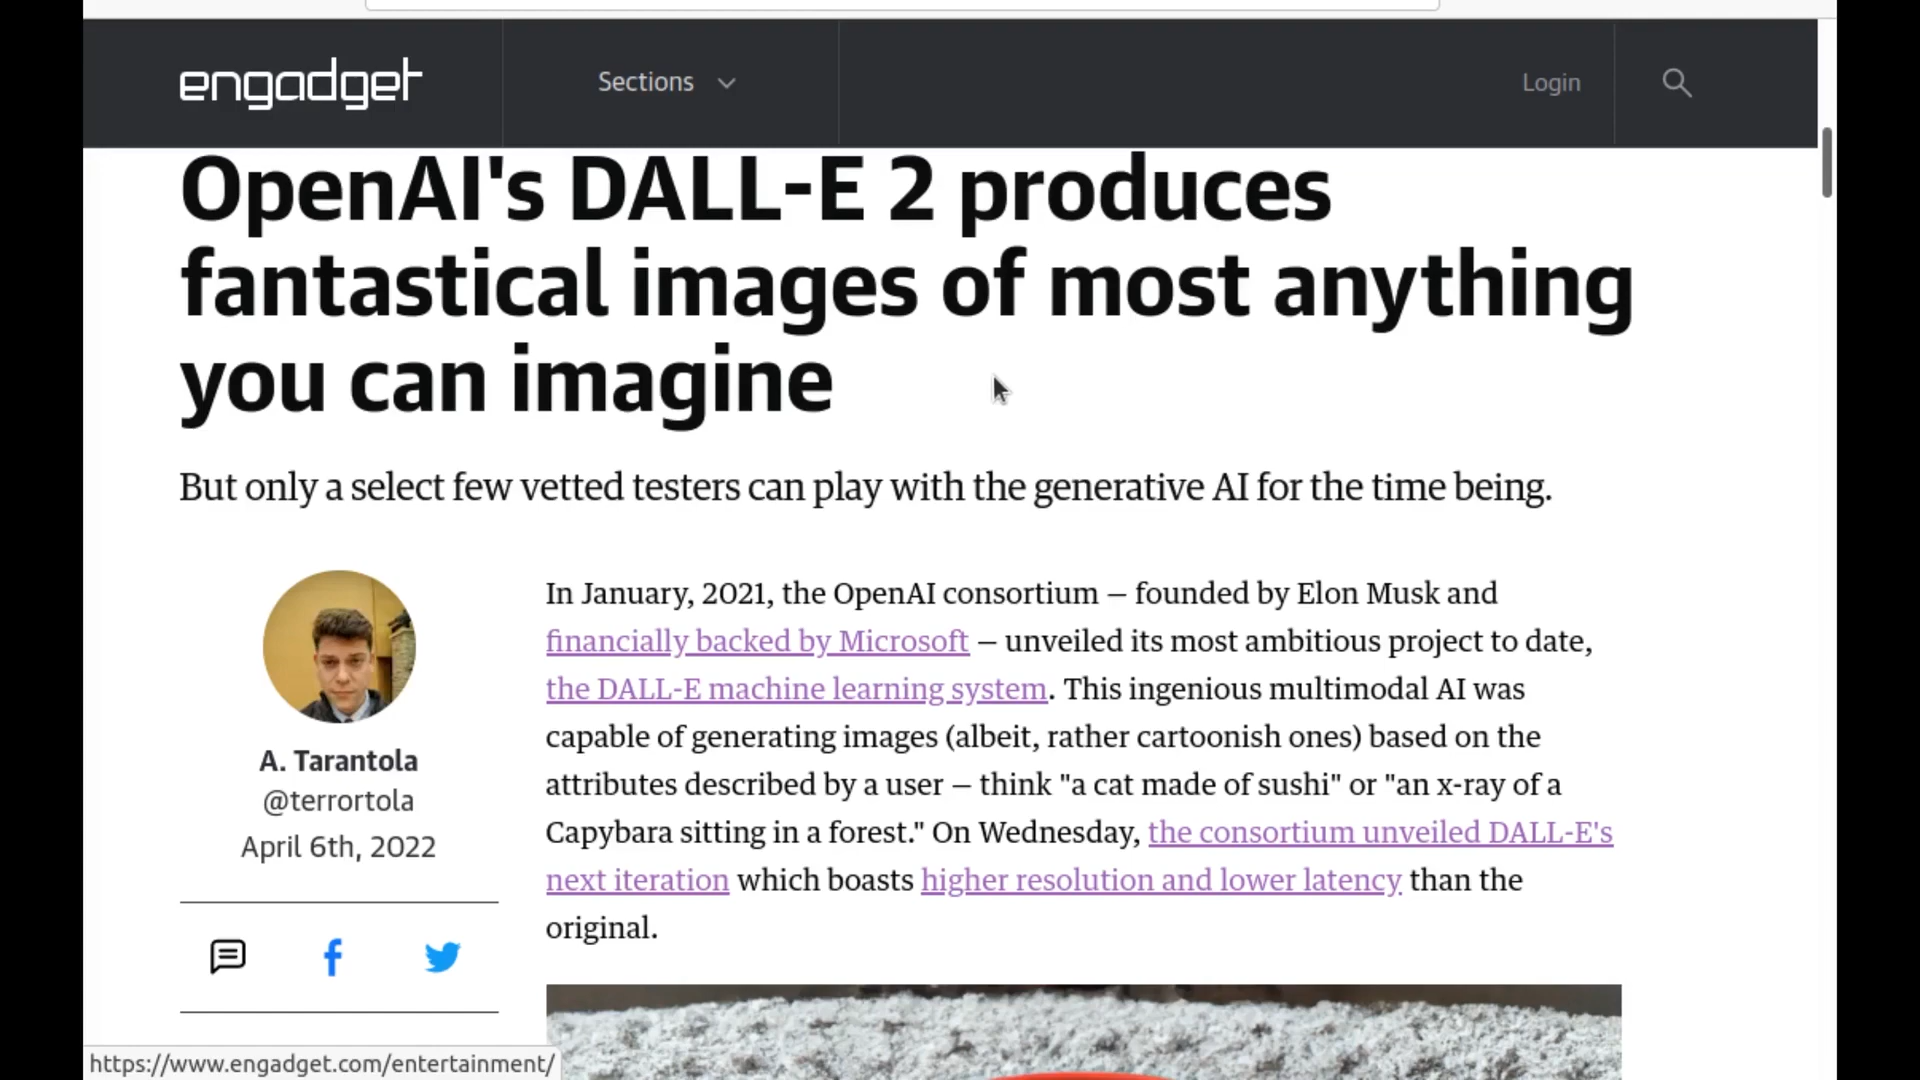 engadget
Sections
Login
OpenAI's DALL-E 2 produces
fantastical images of most anything
you can imagine
But only a select few vetted testers can play with the generative AI for the time being.
A. Tarantola
@terrortola
April 6th, 2022
In January, 2021, the OpenAI consortium — founded by Elon Musk and
financially backed by Microsoft — unveiled its most ambitious project to date,
the DALL-E machine learning system. This ingenious multimodal AI was
capable of generating images (albeit, rather cartoonish ones) based on the
attributes described by a user — think "a cat made of sushi" or "an x-ray of a
Capybara sitting in a forest." On Wednesday, the consortium unveiled DALL-E's
next iteration which boasts higher resolution and lower latency than the
original.
https://www.engadget.com/entertainment/